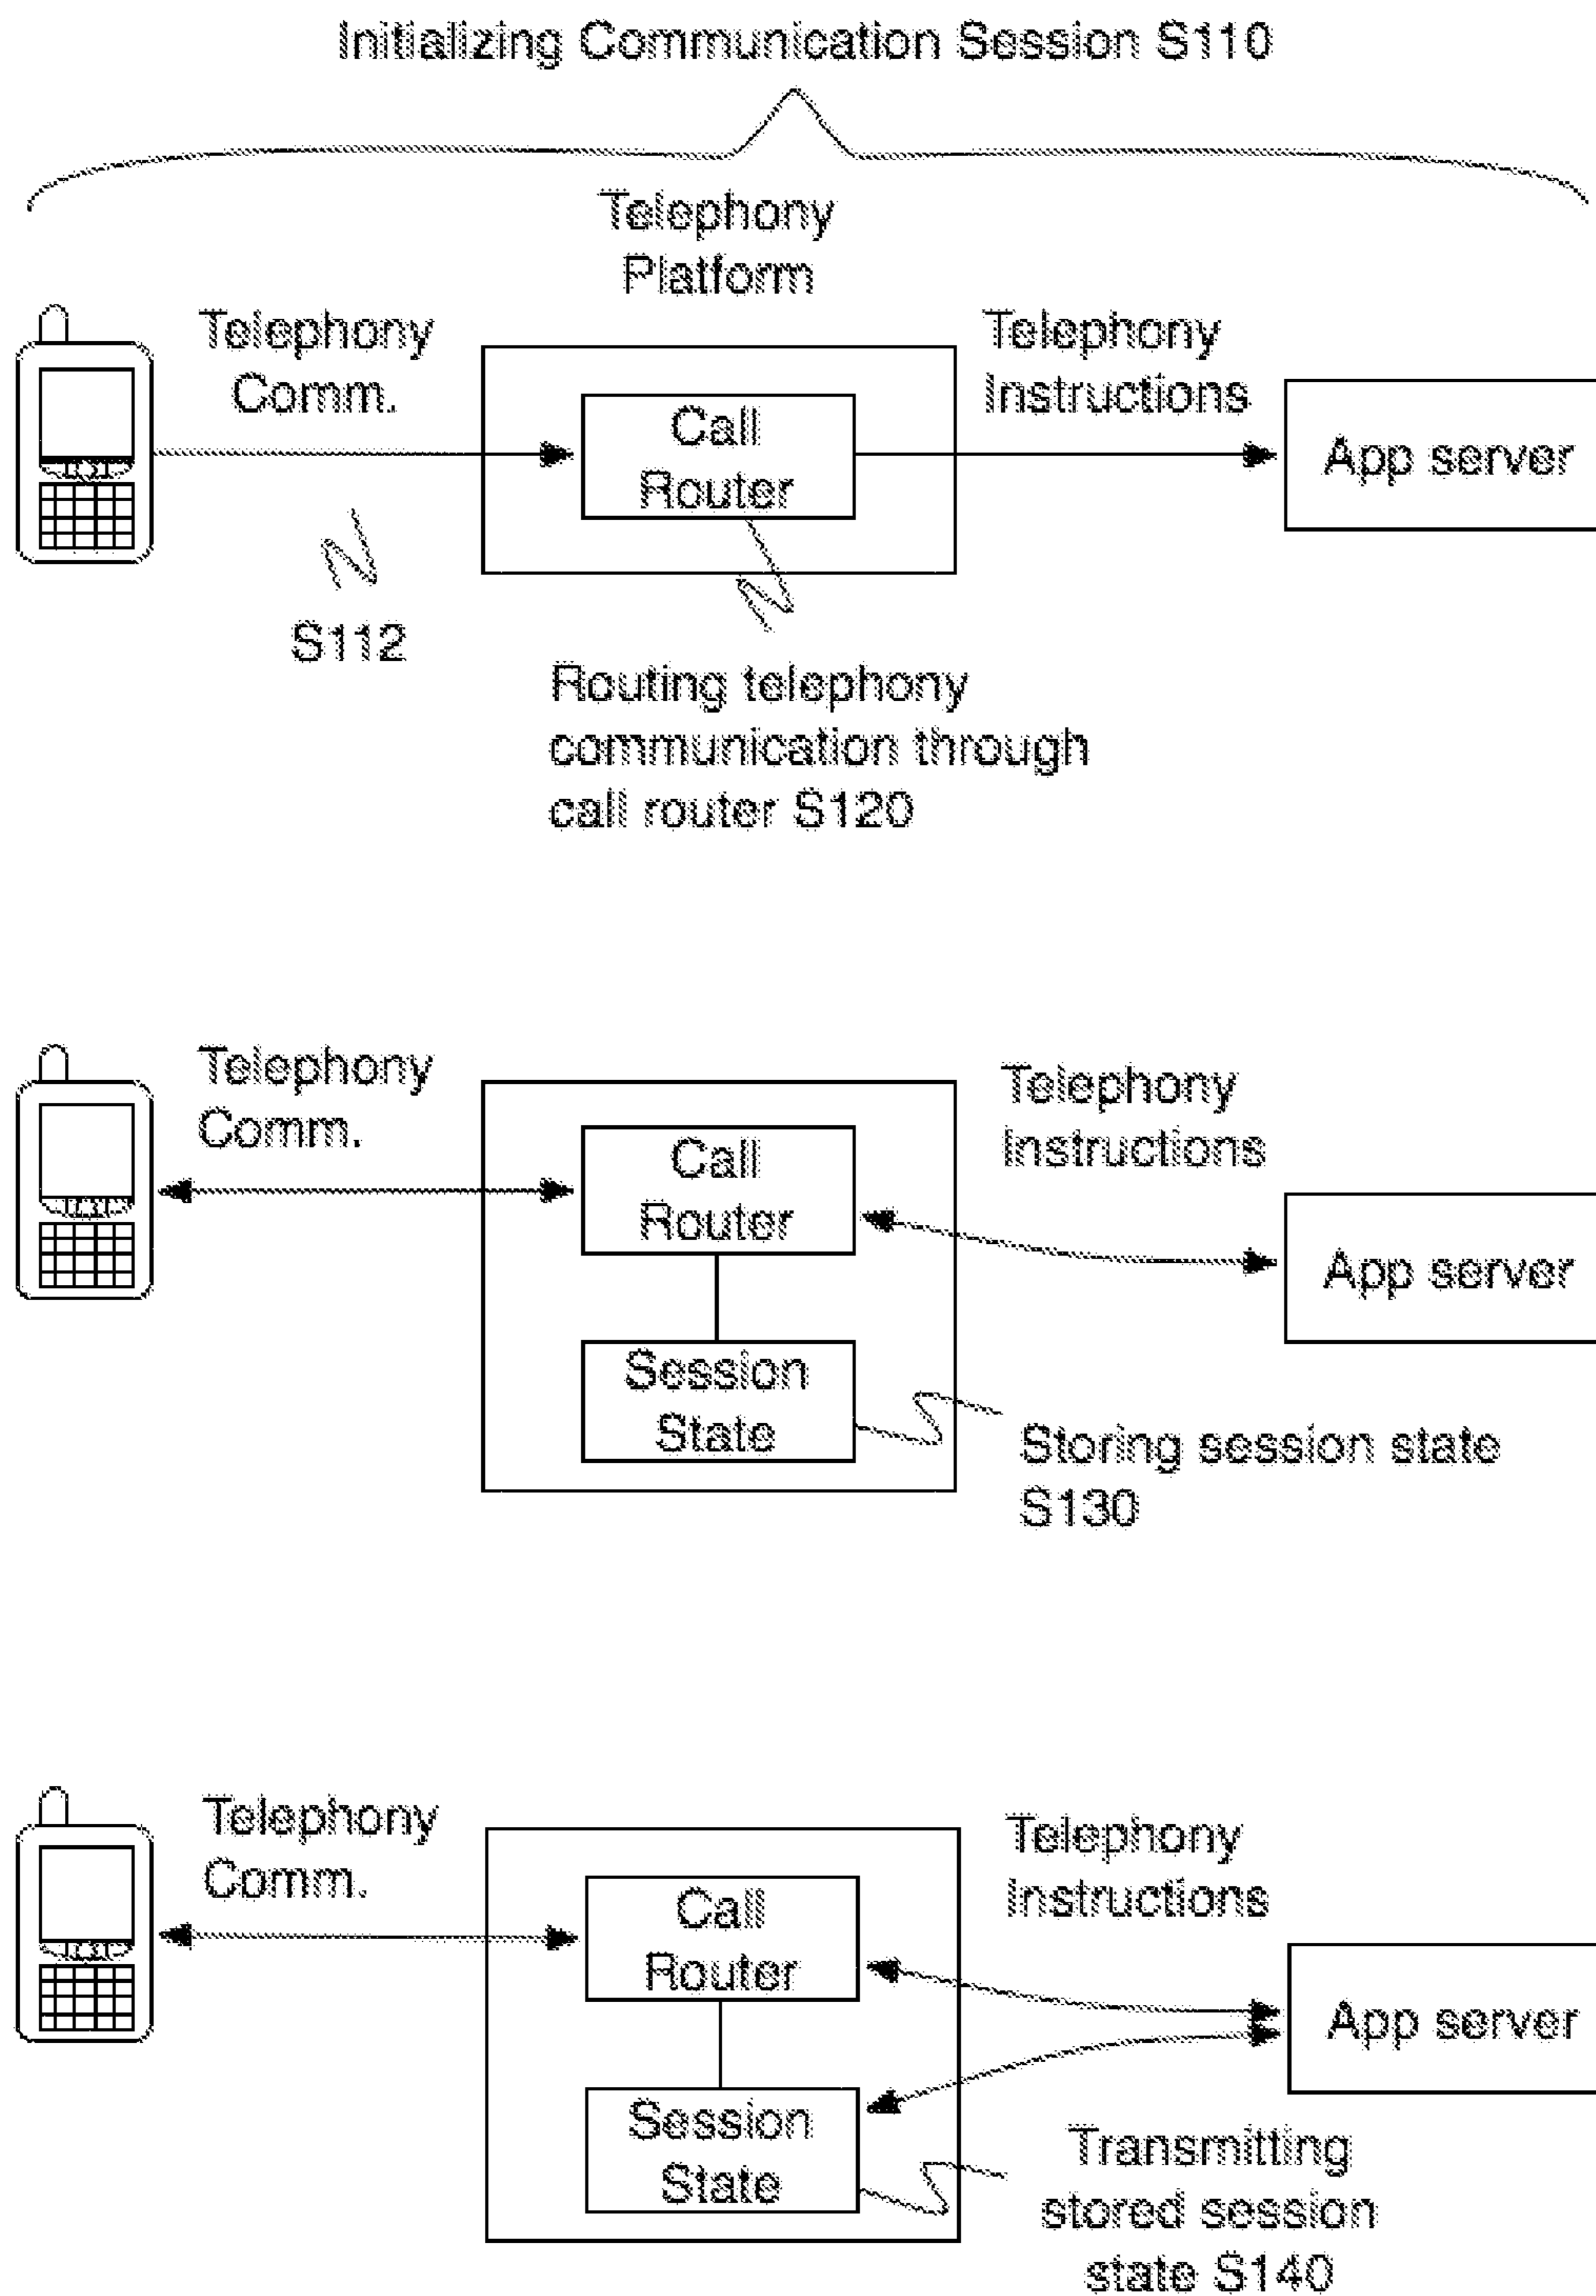 Initializing Communication Session S110
Telephony
Platform
Telephony
Comm.
Telephony
Instructions
Call
Router
App server
S112
Routing telephony
communication through
call router S120
Telephony
Comm.
Call
Router
Telephony
Instructions
App server
Session
State
Storing session state
S130
Telephony
Comm.
Call
Router
Telephony
Instructions
App server
Session
State
Transmitting
stored session
state S140